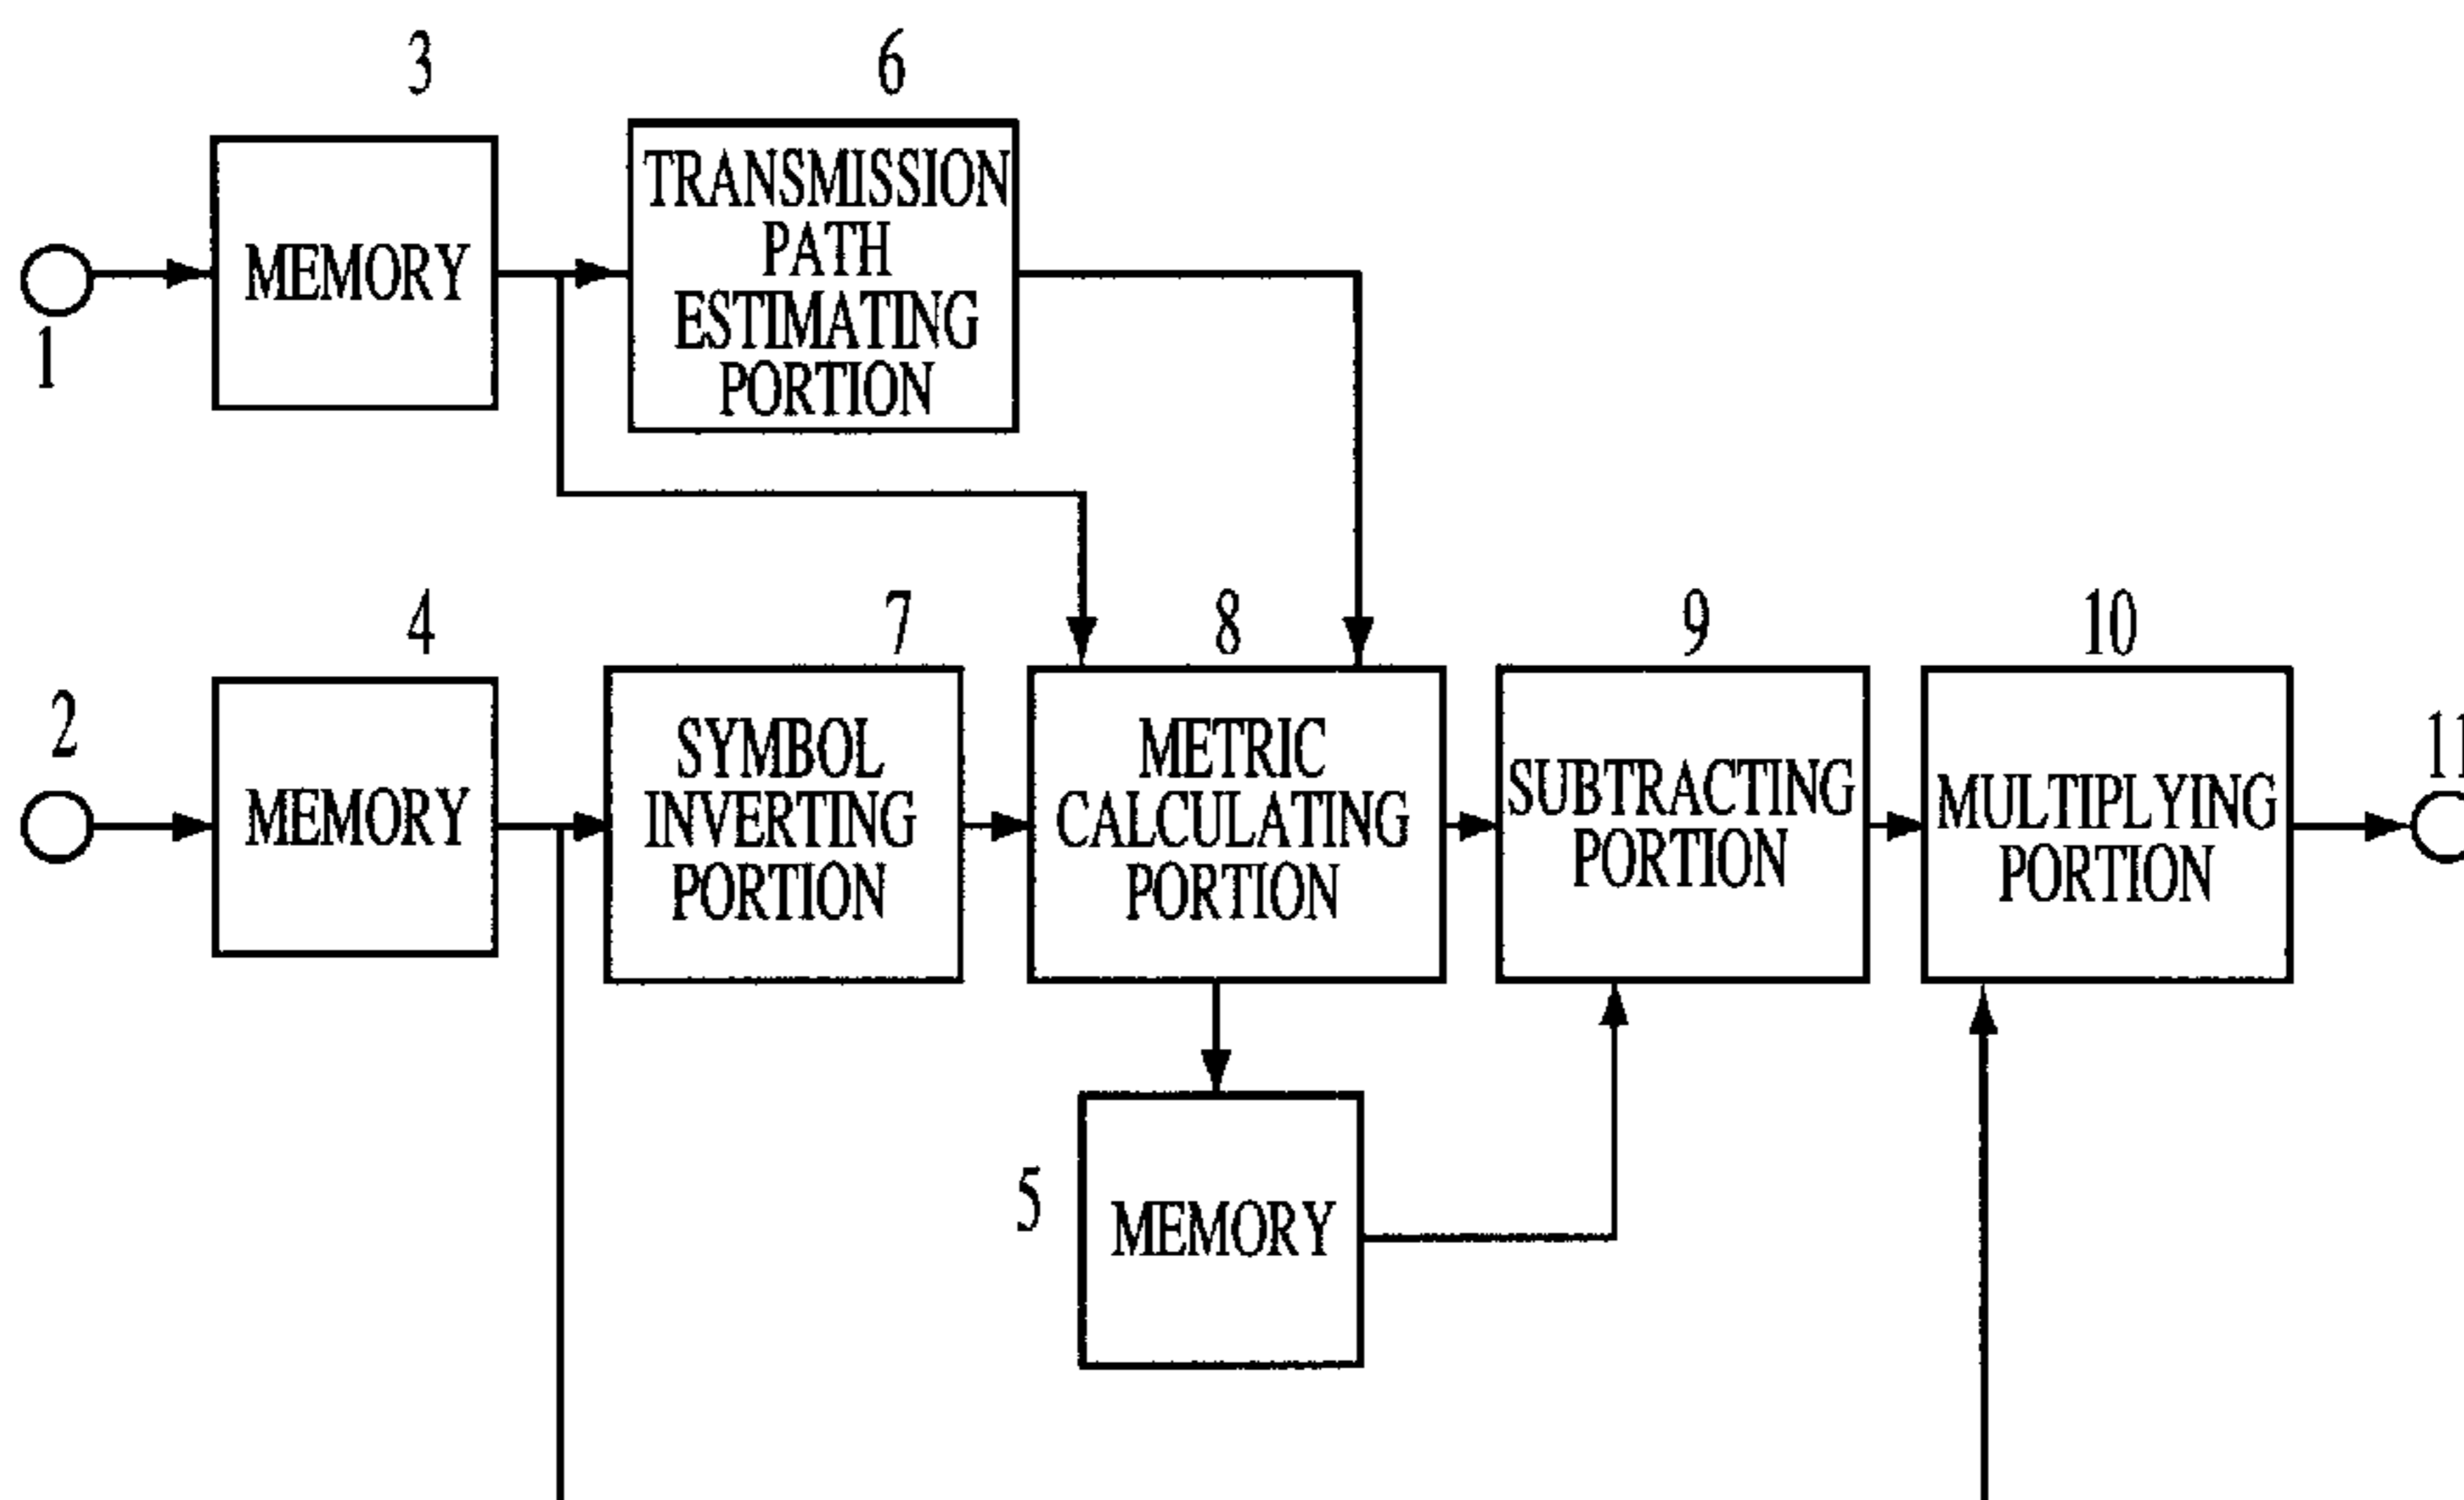 3
6
MEMORY
TRANSMISSION
PATH
ESTIMATING
PORTION
1
4
7
8
9
10
2
MEMORY
SYMBOL
INVERTING
PORTION
METRIC
CALCULATING
PORTION
SUBTRACTING
PORTION
MULTIPLYING
PORTION
11
5
MEMORY